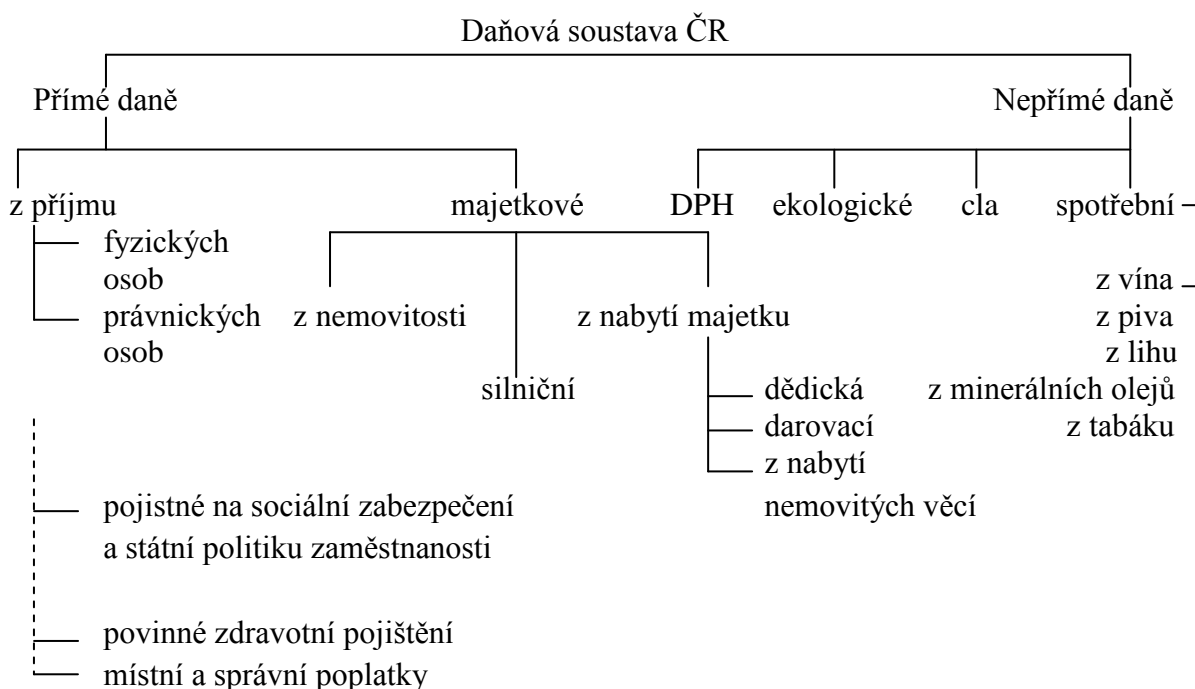 Daňová soustava ČR
Přímé daně
Nepřímé daně
z příjmu
majetkové
DPH
ekologické
cla
spotřební
fyzických
osob
právnických
osob
z nemovitosti
silniční
z nabytí majetku
dědická
darovací
z nabytí
nemovitých věcí
z vína
z piva
z lihu
z minerálních olejů
z tabáku
pojistné na sociální zabezpečení
a státní politiku zaměstnanosti
povinné zdravotní pojištění
místní a správní poplatky